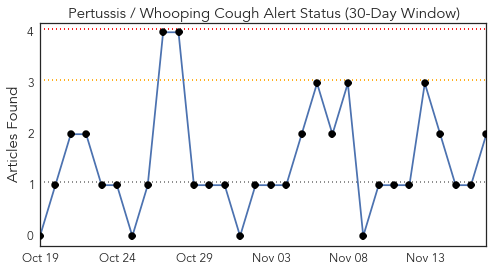 Pertussis / Whooping Cough Alert Status (30-Day Window)
Articles Found
4
3
2
1
0
Oct 19 Oct 24 Oct 29 Nov 03 Nov 08 Nov 13